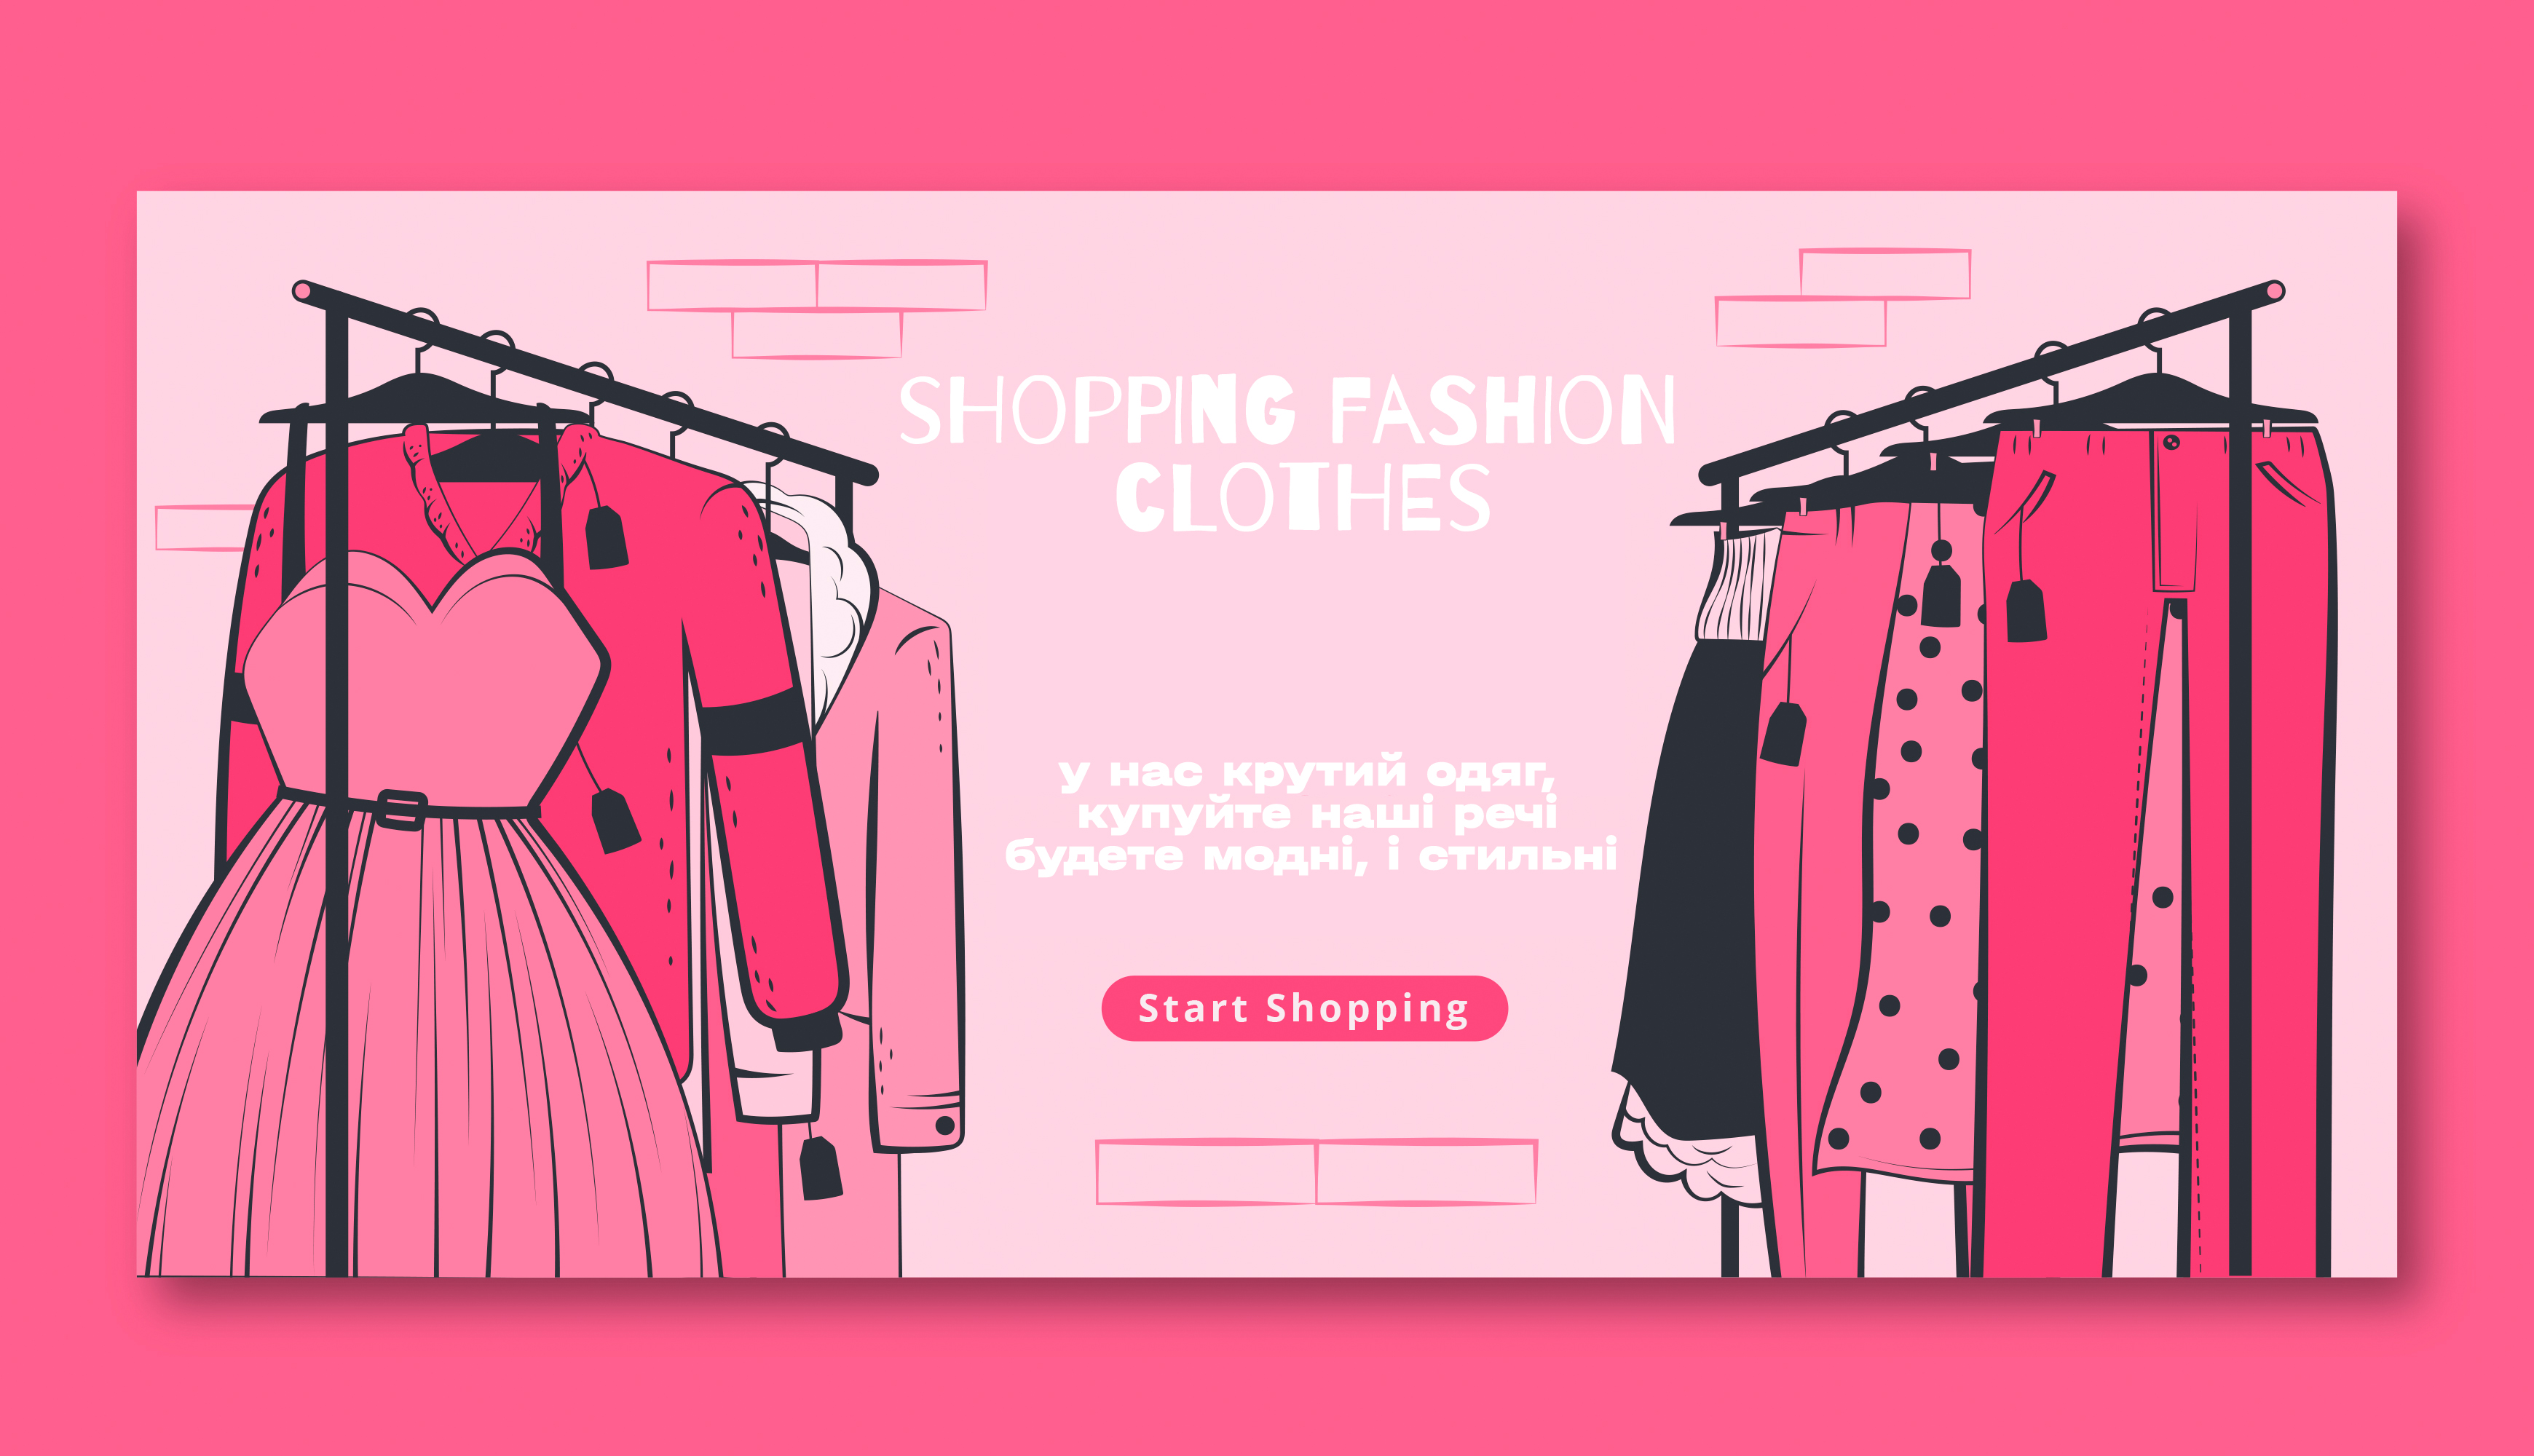 SHOPPING FASHION
CLOTHES
у нас крутий одяг,
купуйте наші речі
будете модні, і стильні
Start Shopping